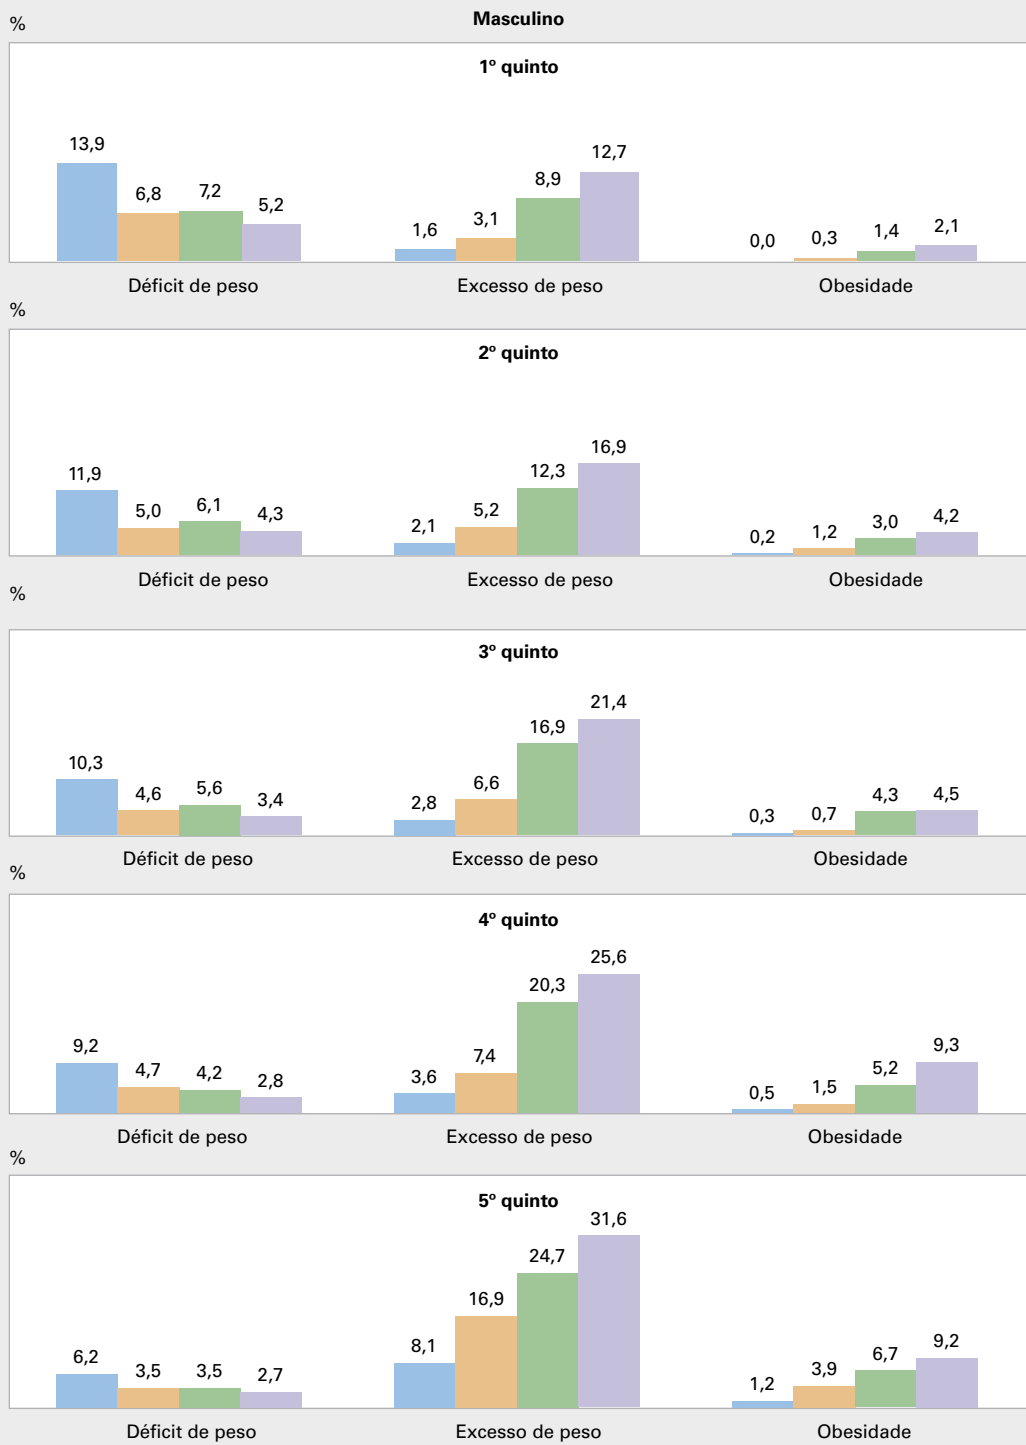 %
Masculino
1º quinto
13,9 6,8 7,2 5,2 1,6 3,1 8,9 12,7 0,0 0,3 1,4 2,1
Déficit de peso Excesso de peso Obesidade
%
2º quinto
11,9 5,0 6,1 4,3 2,1 5,2 12,3 16,9 0,2 1,2 3,0 4,2
Déficit de peso Excesso de peso Obesidade
%
3º quinto
10,3 4,6 5,6 3,4 2,8 6,6 16,9 21,4 0,3 0,7 4,3 4,5
Déficit de peso Excesso de peso Obesidade
%
4º quinto
9,2 4,7 4,2 2,8 3,6 7,4 20,3 25,6 0,5 1,5 5,2 9,3
Déficit de peso Excesso de peso Obesidade
%
5º quinto
6,2 3,5 3,5 2,7 8,1 16,9 24,7 31,6 1,2 3,9 6,7 9,2
Déficit de peso Excesso de peso Obesidade